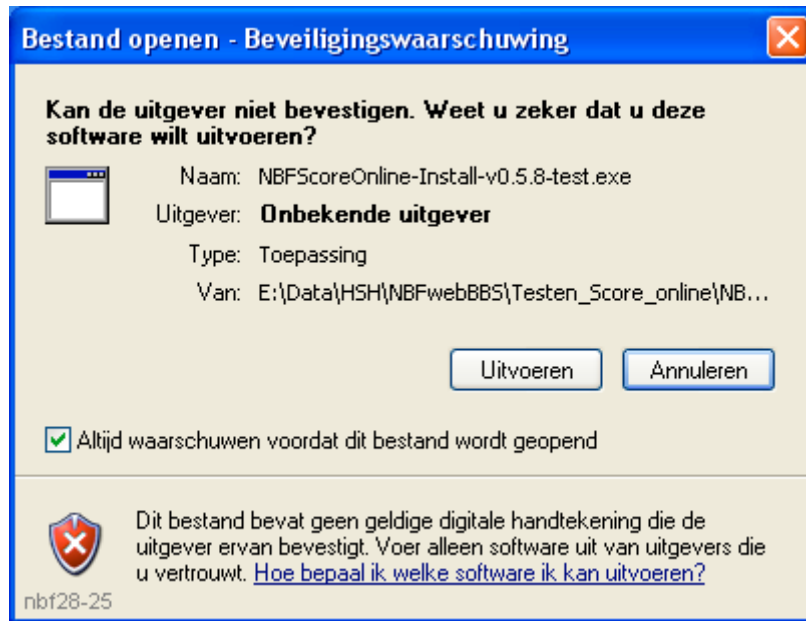 Bestand openen - Beveiligingswaarschuwing
Kan de uitgever niet bevestigen. Weet u zeker dat u deze
software wilt uitvoeren?
Naam: NBFScoreOnline-Install-v0.5.8-test.exe
Uitgever: Onbekende uitgever
Type: Toepassing
Van: E:\Data\HSH\NBFwebBBS\Testen_Score_online\NB...
Uitvoeren Annuleren
Altijd waarschuwen voordat dit bestand wordt geopend
Dit bestand bevat geen geldige digitale handtekening die de
uitgever ervan bevestigt. Voer alleen software uit van uitgevers die
u vertrouwt. Hoe bepaal ik welke software ik kan uitvoeren?
nbf28-25